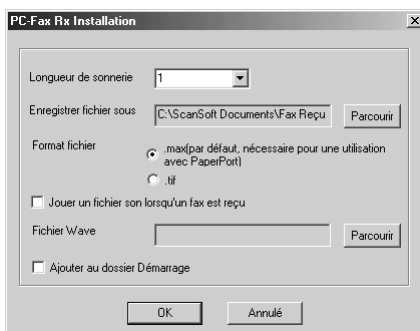 PC-Fax Rx Installation
Longueur de sonnerie 1
Enregistrer fichier sous C:\ScanSoft Documents\Fax Reçu Parcourir
Format fichier .max(par défaut, nécessaire pour une utilisation
avec PaperPort)
.tif
Jouer un fichier son lorsqu'un fax est reçu
Fichier Wave Parcourir
Ajouter au dossier Démarrage
OK Annulé